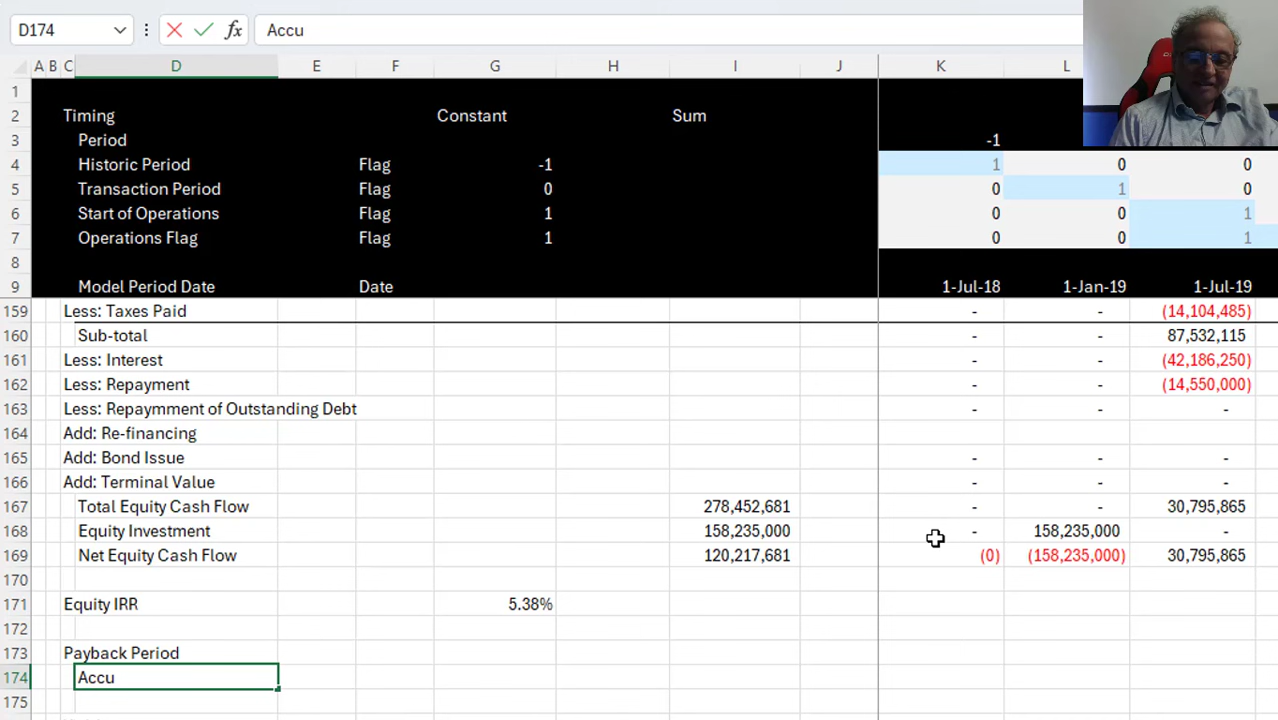 D174 fx Accu
A B C D E F G H I J K L
1
2 Timing Constant Sum
3 Period -1
4 Historic Period Flag -1 1 0 0
5 Transaction Period Flag 0 0 1 0
6 Start of Operations Flag 1 0 0 1
7 Operations Flag Flag 1 0 0 1
8
9 Model Period Date Date 1-Jul-18 1-Jan-19 1-Jul-19
159 Less: Taxes Paid - - (14,104,485)
160 Sub-total - - 87,532,115
161 Less: Interest - - (42,186,250)
162 Less: Repayment - - (14,550,000)
163 Less: Repaymment of Outstanding Debt - - -
164 Add: Re-financing
165 Add: Bond Issue - - -
166 Add: Terminal Value - - -
167 Total Equity Cash Flow 278,452,681 - - 30,795,865
168 Equity Investment 158,235,000 - 158,235,000 -
169 Net Equity Cash Flow 120,217,681 (0) (158,235,000) 30,795,865
170
171 Equity IRR 5.38%
172
173 Payback Period
174 Accu
175